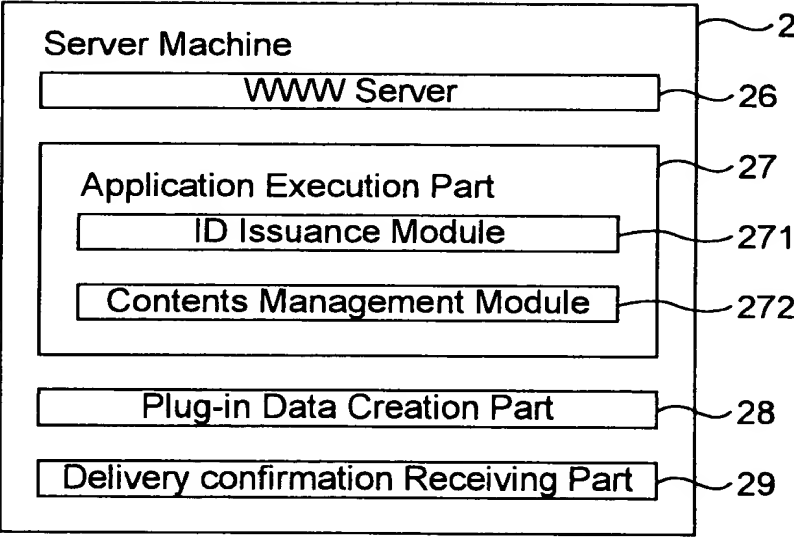 Server Machine 2
WWW Server 26
27
Application Execution Part
ID Issuance Module 271
Contents Management Module 272
Plug-in Data Creation Part 28
Delivery confirmation Receiving Part 29